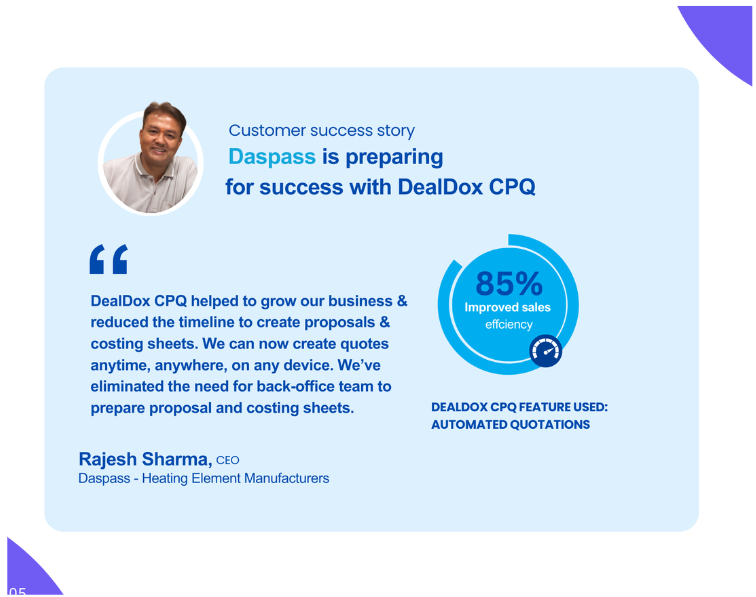 Customer success story
Daspass is preparing
for success with DealDox CPQ
DealDox CPQ helped to grow our business &
reduced the timeline to create proposals &
costing sheets. We can now create quotes
anytime, anywhere, on any device. We’ve
eliminated the need for back-office team to
prepare proposal and costing sheets.
Rajesh Sharma, CEO
Daspass - Heating Element Manufacturers
85%
Improved sales
effciency
DEALDOX CPQ FEATURE USED:
AUTOMATED QUOTATIONS
05